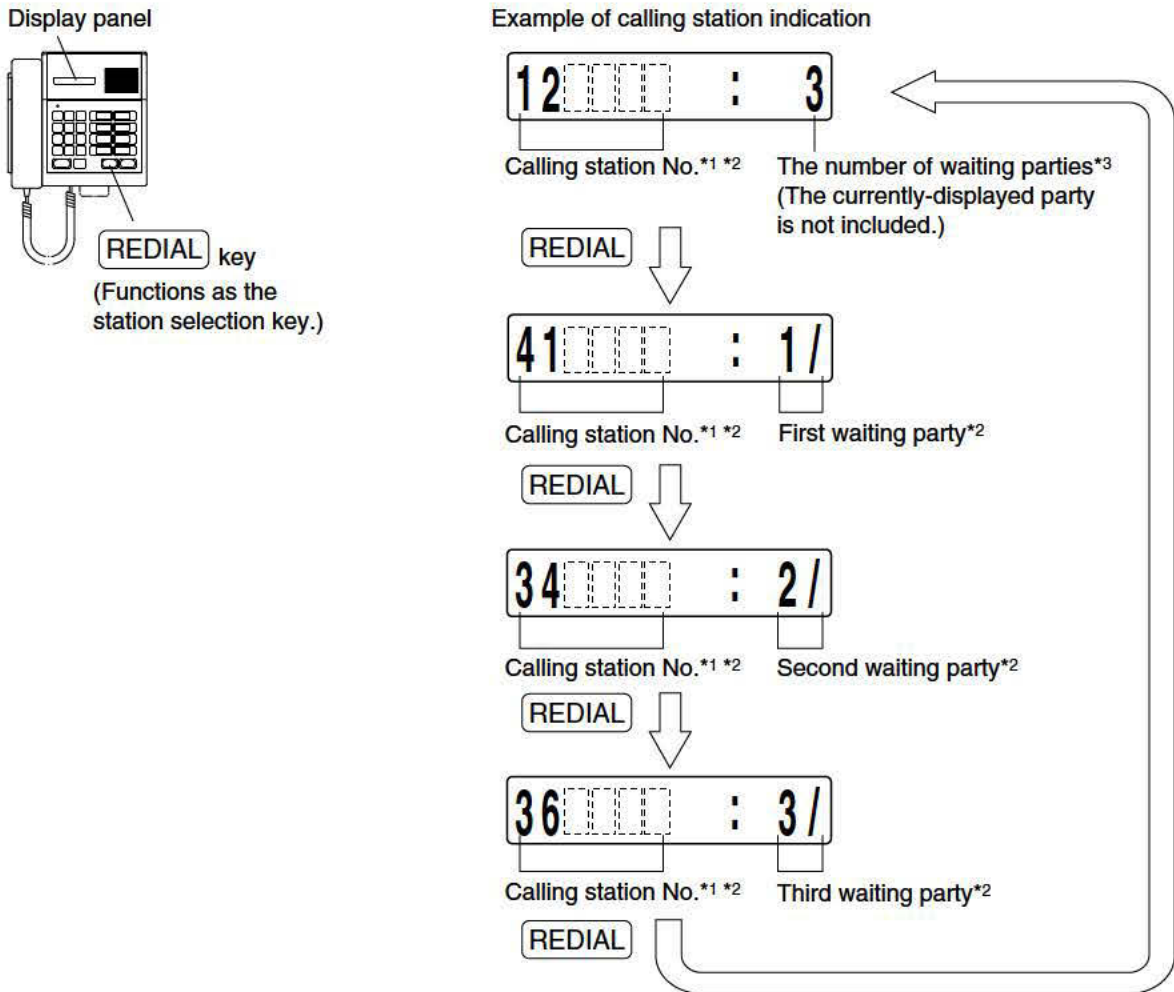 Display panel
REDIAL key
(Functions as the
station selection key.)
Example of calling station indication
12 : 3
Calling station No.*1 *2
The number of waiting parties*3
(The currently-displayed party
is not included.)
REDIAL
41 : 1/
Calling station No.*1 *2
First waiting party*2
REDIAL
34 : 2/
Calling station No.*1 *2
Second waiting party*2
REDIAL
36 : 3/
Calling station No.*1 *2
Third waiting party*2
REDIAL